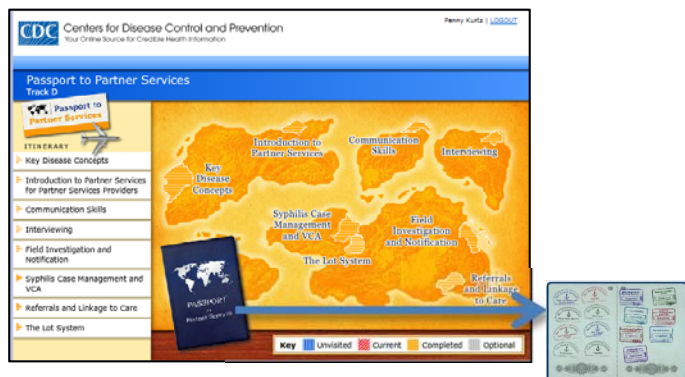 CDC
Centers for Disease Control and Prevention
Your Online Source for Credible Health Information
Penny Kurtz | LOGOUT
Passport to Partner Services
Track D
Passport to
Partner Services
ITINERARY
Key Disease Concepts
Introduction to Partner Services
for Partner Services Providers
Communication Skills
Interviewing
Field Investigation and
Notification
Syphilis Case Management and
VCA
Referrals and Linkage to Care
The Lot System
Introduction to
Partner Services
Communication
Skills
Interviewing
Key
Disease
Concepts
Syphilis Case
Management
and VCA
Field
Investigation
and Notification
The Lot System
Referrals
and Linkage
to Care
PASSPORT
Partner Services
Key Unvisited Current Completed Optional